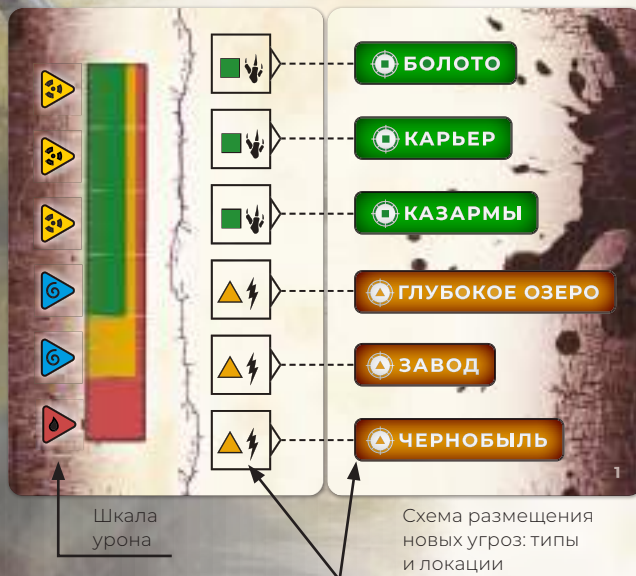 БОЛОТО
КАРЬЕР
КАЗАРМЫ
ГЛУБОКОЕ ОЗЕРО
ЗАВОД
ЧЕРНОБЫЛЬ
1
Шкала
урона
Схема размещения
новых угроз: типы
и локации